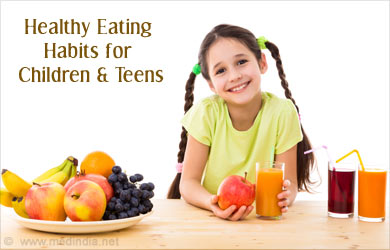 Healthy Eating
Habits for
Children & Teens
© www.medindia.net